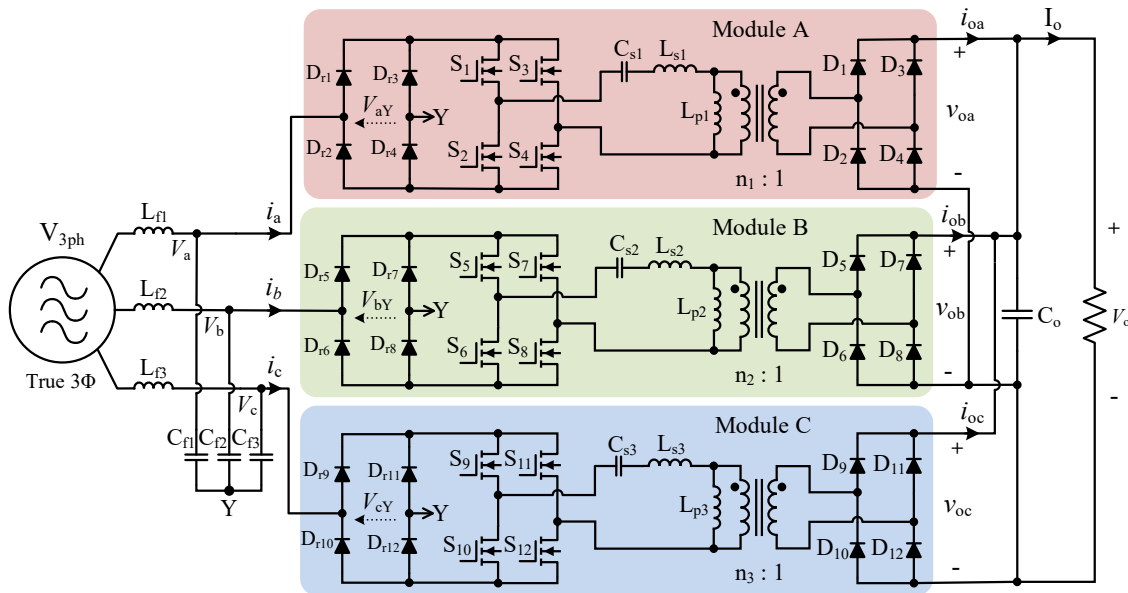 Module A
i_oa
I_o
S_1
S_3
C_s1
L_s1
D_r1
D_r3
D_1
D_3
+
V_aY
Y
L_p1
v_oa
D_r2
D_r4
S_2
S_4
D_2
D_4
n_1 : 1
-
V_3ph
L_f1
V_a
i_a
Module B
i_ob
S_5
S_7
C_s2
L_s2
D_r5
D_r7
D_5
D_7
+
+
L_f2
V_b
i_b
V_bY
Y
L_p2
v_ob
C_o
V_o
D_r6
D_r8
S_6
S_8
D_6
D_8
n_2 : 1
-
-
True 3Φ
L_f3
V_c
i_c
Module C
i_oc
C_f1
C_f2
C_f3
Y
S_9
S_11
C_s3
L_s3
D_r9
D_r11
D_9
D_11
+
V_cY
Y
L_p3
v_oc
D_r10
D_r12
S_10
S_12
D_10
D_12
n_3 : 1
-